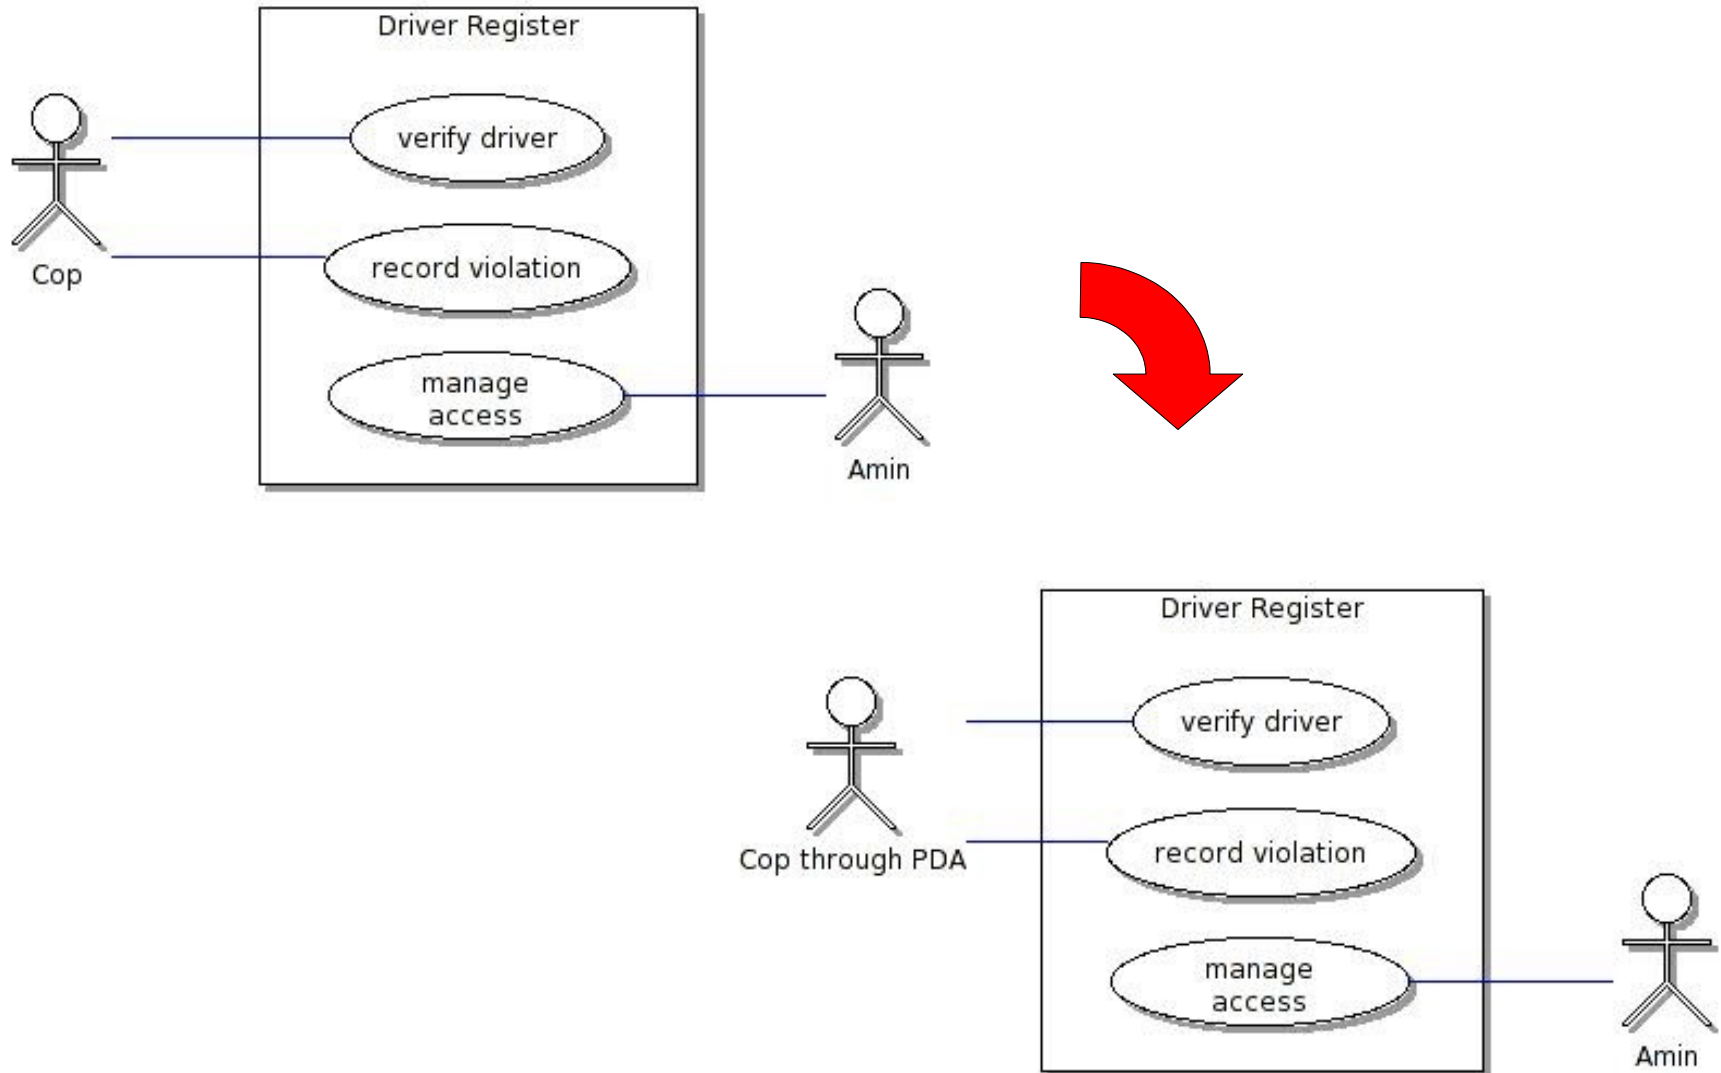 Driver Register
verify driver
Cop
record violation
manage
access
Amin
Driver Register
verify driver
Cop through PDA
record violation
manage
access
Amin